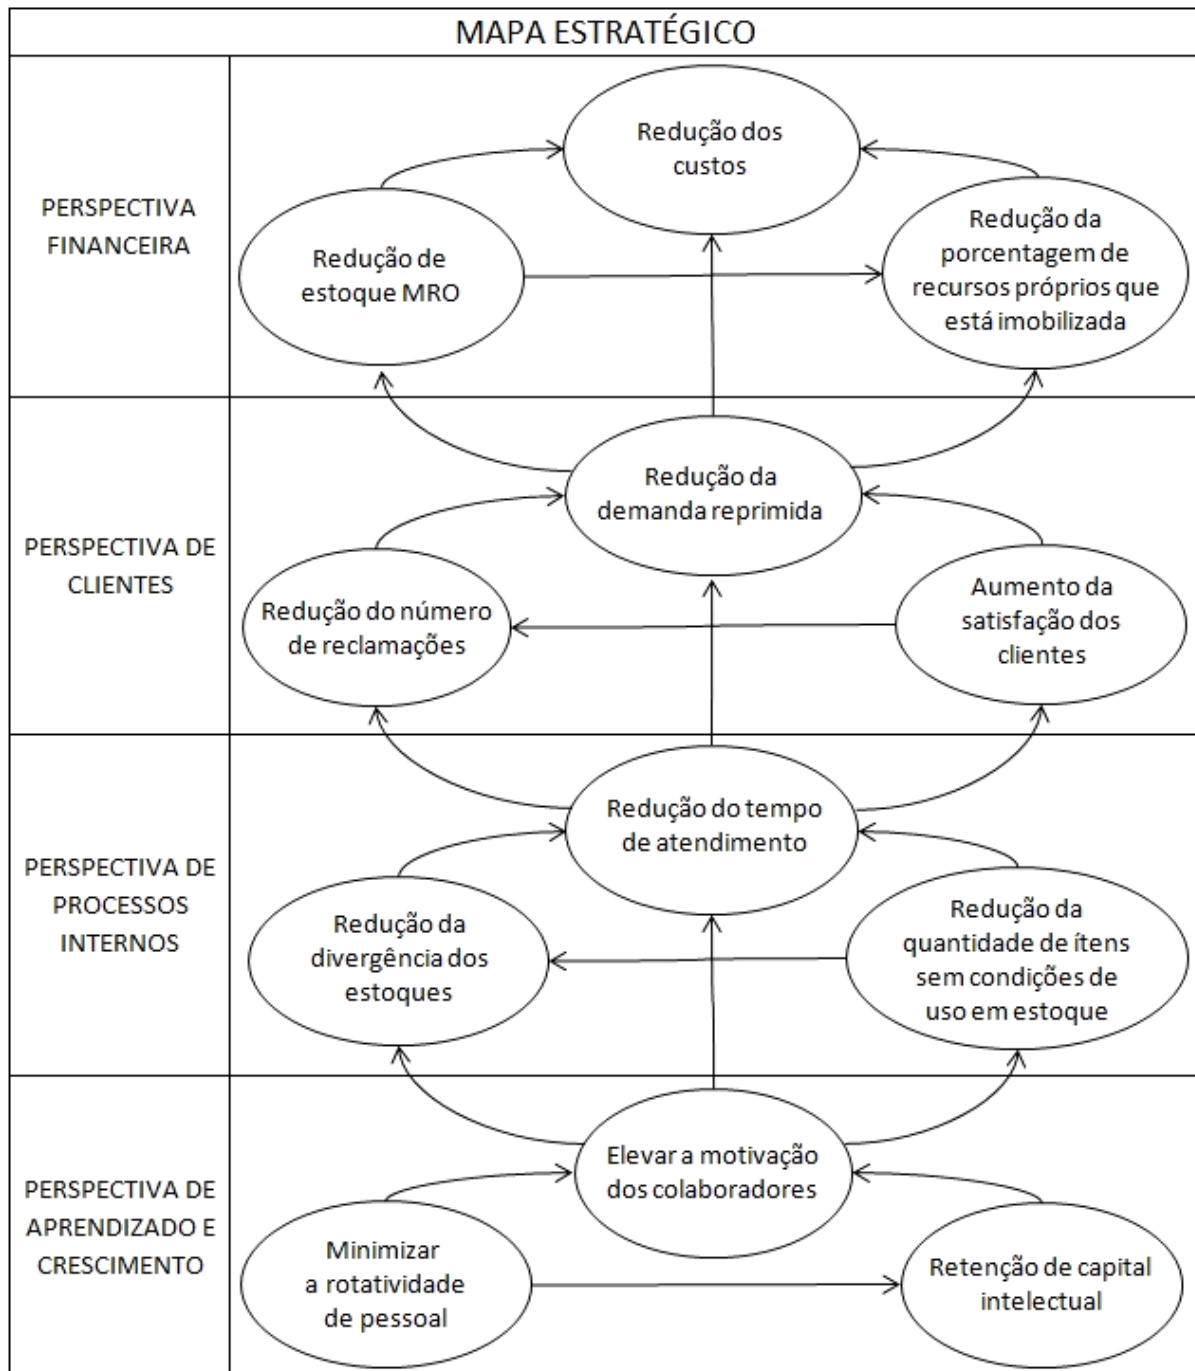 MAPA ESTRATÉGICO
PERSPECTIVA
FINANCEIRA
Redução dos
custos
Redução de
estoque MRO
Redução da
porcentagem de
recursos próprios que
está imobilizada
PERSPECTIVA DE
CLIENTES
Redução da
demanda reprimida
Redução do número
de reclamações
Aumento da
satisfação dos
clientes
PERSPECTIVA DE
PROCESSOS
INTERNOS
Redução do tempo
de atendimento
Redução da
divergência dos
estoques
Redução da
quantidade de ítens
sem condições de
uso em estoque
PERSPECTIVA DE
APRENDIZADO E
CRESCIMENTO
Elevar a motivação
dos colaboradores
Minimizar
a rotatividade
de pessoal
Retenção de capital
intelectual